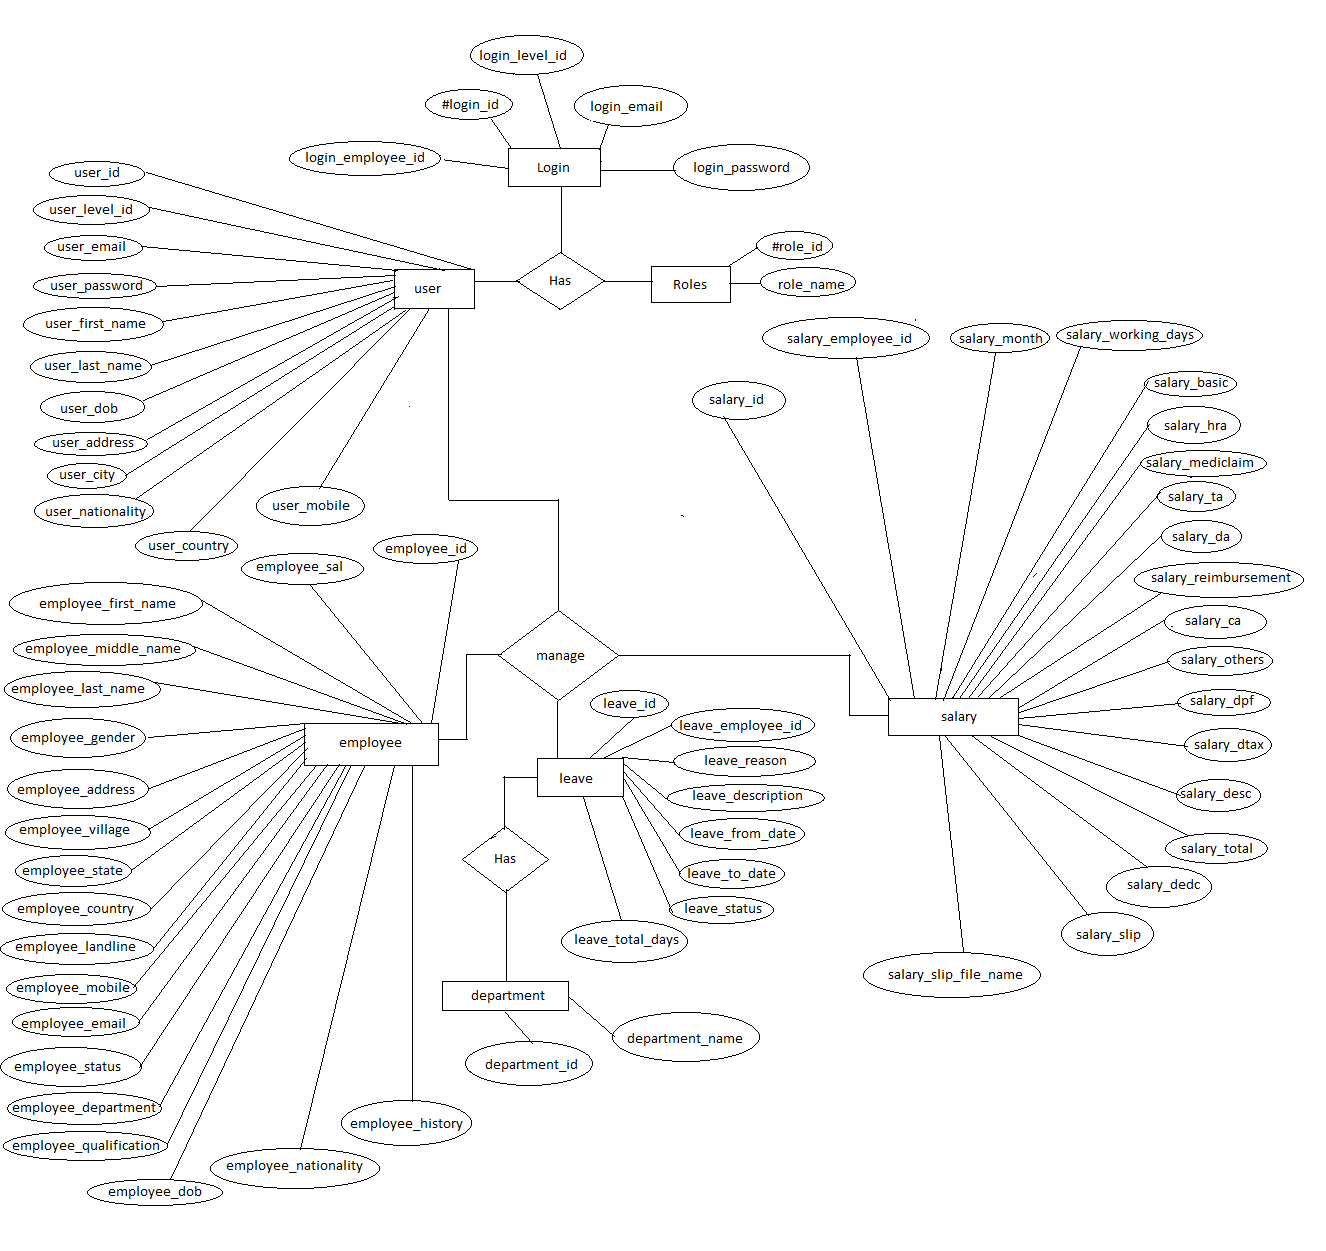 login_level_id
#login_id
login_email
login_employee_id
Login
login_password
user_id
user_level_id
user_email
user_password
user_first_name
user_last_name
user_dob
user_address
user_city
user_nationality
user_country
user_mobile
user
Has
Roles
#role_id
role_name
salary_employee_id
salary_month
salary_working_days
salary_id
salary_basic
salary_hra
salary_mediclaim
salary_ta
salary_da
salary_reimbursement
salary_ca
salary_others
salary_dpf
salary_dtax
salary_desc
salary_total
salary_dedc
salary_slip
salary_slip_file_name
salary
manage
employee_sal
employee_id
employee_first_name
employee_middle_name
employee_last_name
employee_gender
employee_address
employee_village
employee_state
employee_country
employee_landline
employee_mobile
employee_email
employee_status
employee_department
employee_qualification
employee_dob
employee_nationality
employee_history
employee
leave_id
leave_employee_id
leave_reason
leave_description
leave_from_date
leave_to_date
leave_status
leave_total_days
leave
Has
department
department_name
department_id